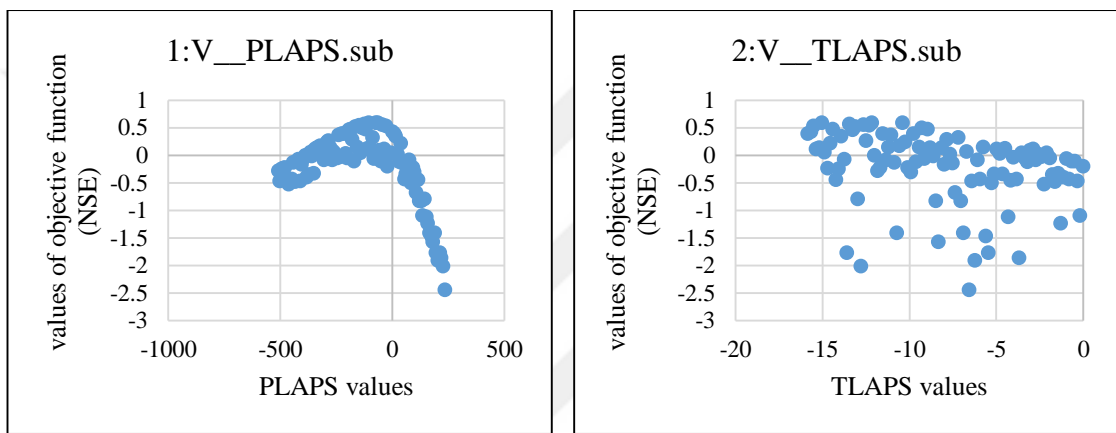 1:V__PLAPS.sub
values of objective function
(NSE)
1
0.5
0
-0.5
-1
-1.5
-2
-2.5
-3
-1000 -500 0 500
PLAPS values
2:V__TLAPS.sub
values of objective function
(NSE)
1
0.5
0
-0.5
-1
-1.5
-2
-2.5
-3
-20 -15 -10 -5 0
TLAPS values